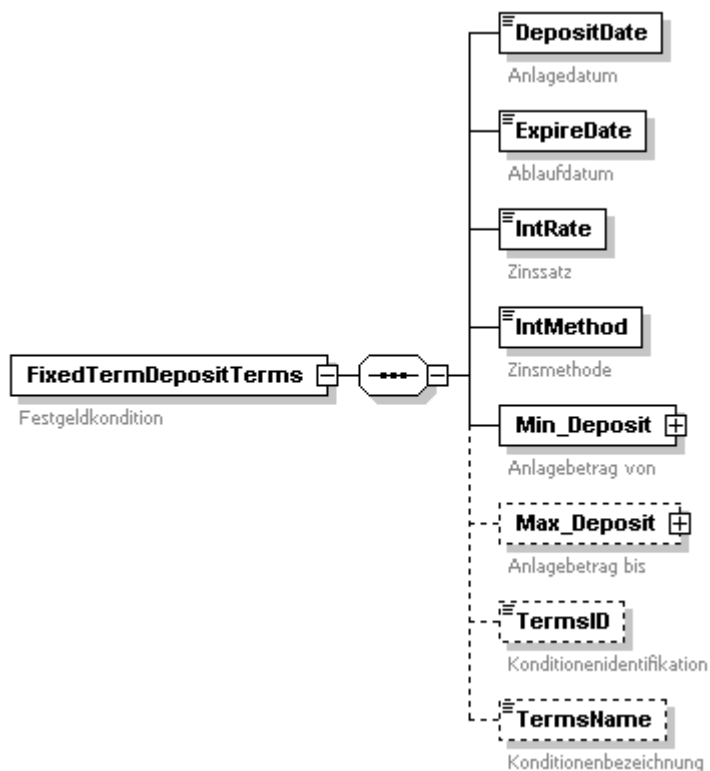 DepositDate
Anlagedatum
ExpireDate
Ablaufdatum
IntRate
Zinssatz
IntMethod
Zinsmethode
FixedTermDepositTerms
Festgeldkondition
Min_Deposit
Anlagebetrag von
Max_Deposit
Anlagebetrag bis
TermsID
Konditionenidentifikation
TermsName
Konditionenbezeichnung